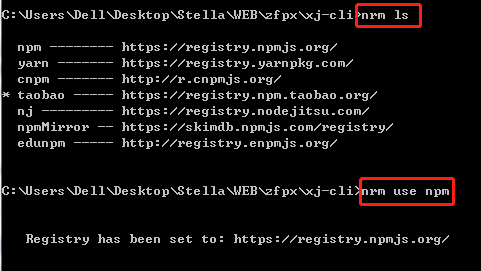 C:\Users\Dell\Desktop\Stella\WEB\zfpx\xj-cli>nrm ls
npm -------- https://registry.npmjs.org/
yarn ------- https://registry.yarnpkg.com/
cnpm ------- http://r.cnpmjs.org/
* taobao ----- https://registry.npm.taobao.org/
nj --------- https://registry.nodejitsu.com/
npmMirror -- https://skimdb.npmjs.com/registry/
edunpm ----- http://registry.enpmjs.org/
C:\Users\Dell\Desktop\Stella\WEB\zfpx\xj-cli>nrm use npm
Registry has been set to: https://registry.npmjs.org/